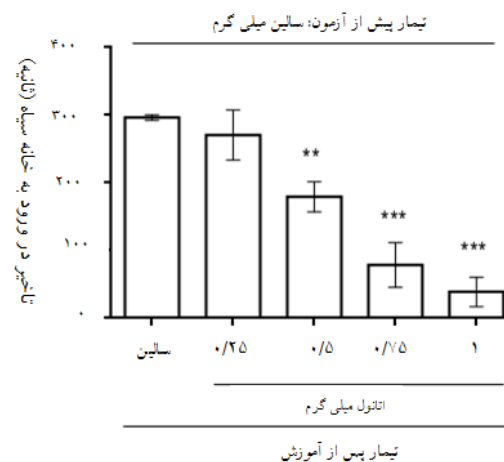 تیمار پیش از آزمون: سالین میلی گرم
تاخیر در ورود به خانه سیاه (ثانیه)
۴۰۰
۳۰۰
۲۰۰
۱۰۰
۰
**
***
***
سالین
۰/۲۵
۰/۵
۰/۷۵
۱
اتانول میلی گرم
تیمار پس از آموزش